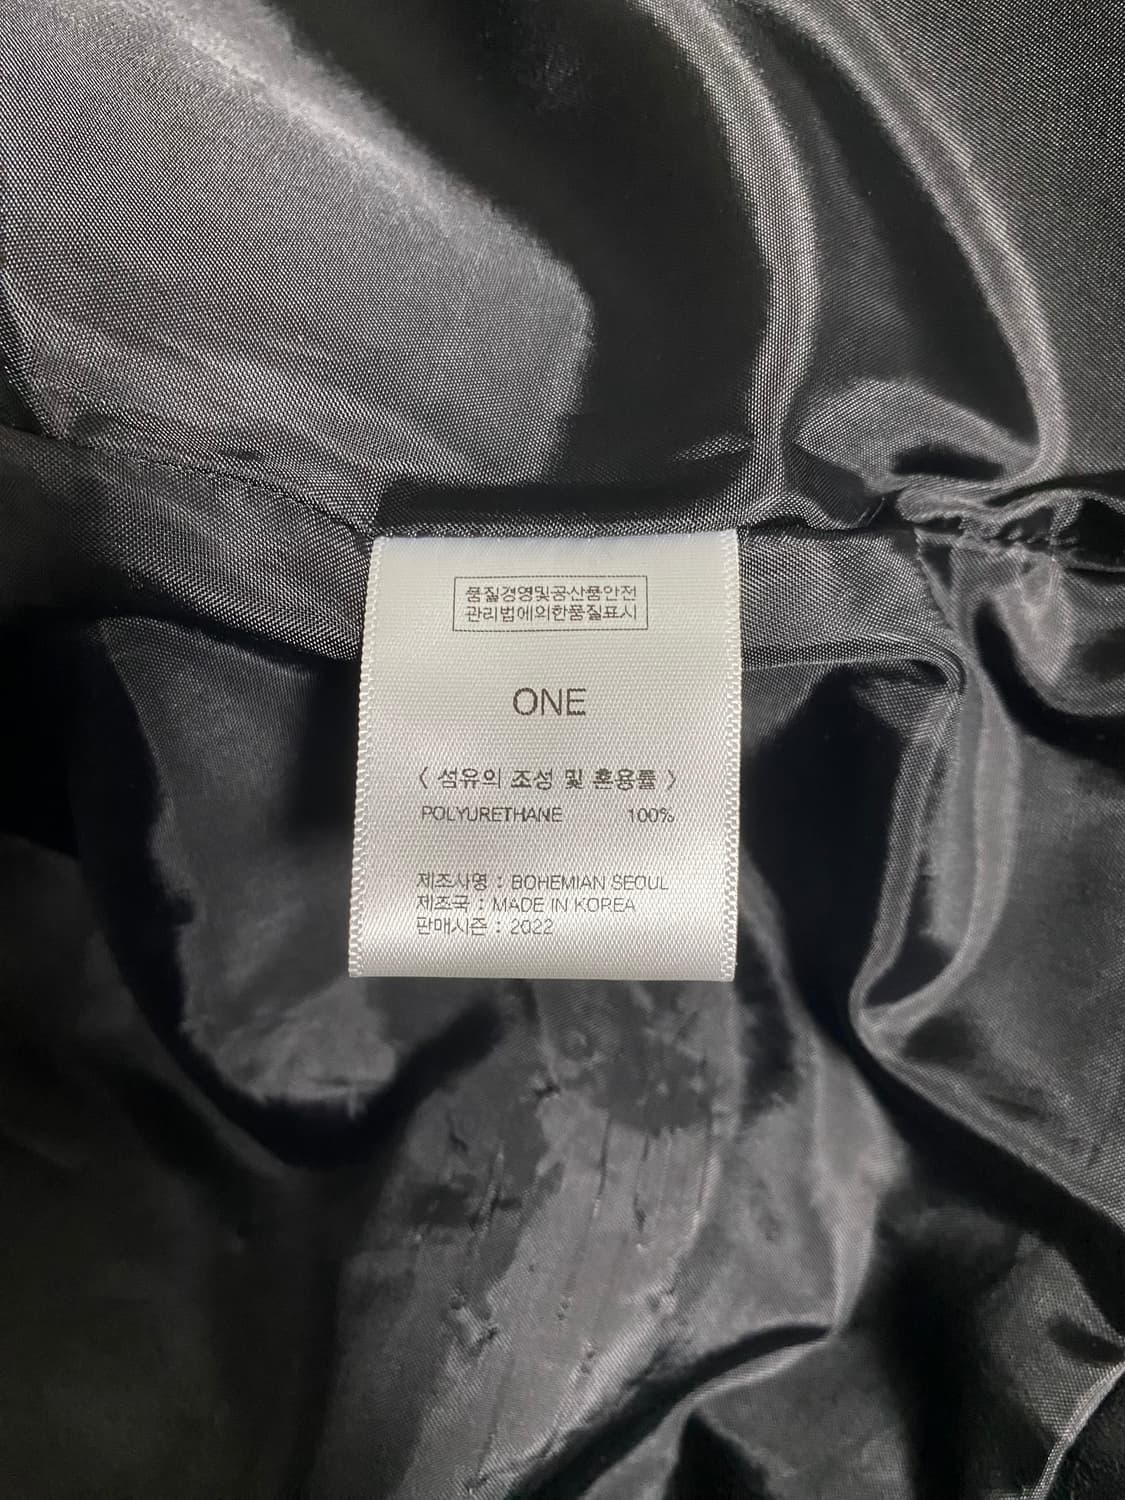 품질경영및공산품안전
관리법에의한품질표시
ONE
< 섬유의 조성 및 혼용률 >
POLYURETHANE 100%
제조사명 : BOHEMIAN SEOUL
제조국 : MADE IN KOREA
판매시즌 : 2022